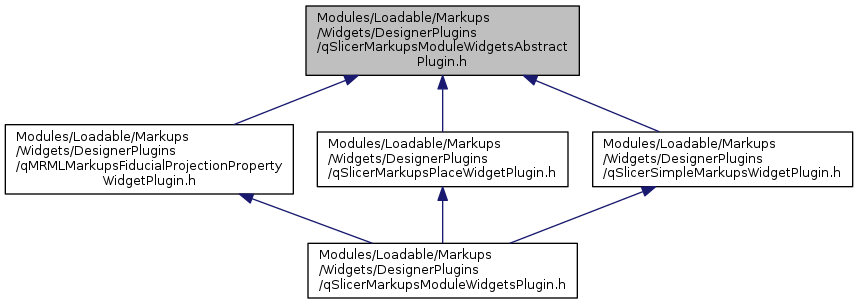 Modules/Loadable/Markups
/Widgets/DesignerPlugins
/qSlicerMarkupsModuleWidgetsAbstract
Plugin.h
Modules/Loadable/Markups
/Widgets/DesignerPlugins
/qMRMLMarkupsFiducialProjectionProperty
WidgetPlugin.h
Modules/Loadable/Markups
/Widgets/DesignerPlugins
/qSlicerMarkupsPlaceWidgetPlugin.h
Modules/Loadable/Markups
/Widgets/DesignerPlugins
/qSlicerSimpleMarkupsWidgetPlugin.h
Modules/Loadable/Markups
/Widgets/DesignerPlugins
/qSlicerMarkupsModuleWidgetsPlugin.h